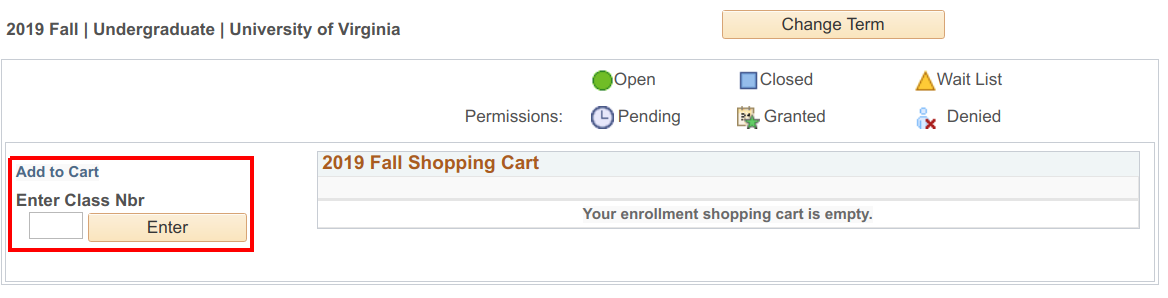 2019 Fall | Undergraduate | University of Virginia
Change Term
Open
Closed
Wait List
Permissions:
Pending
Granted
Denied
Add to Cart
Enter Class Nbr
Enter
2019 Fall Shopping Cart
Your enrollment shopping cart is empty.